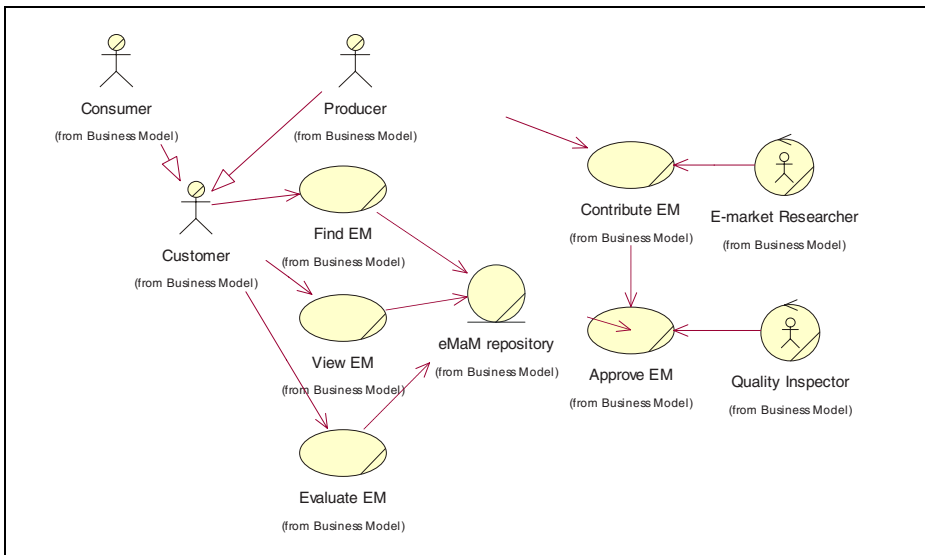 Consumer
(from Business Model)
Producer
(from Business Model)
Customer
(from Business Model)
Find EM
(from Business Model)
View EM
(from Business Model)
Evaluate EM
(from Business Model)
eMaM repository
(from Business Model)
Contribute EM
(from Business Model)
E-market Researcher
(from Business Model)
Approve EM
(from Business Model)
Quality Inspector
(from Business Model)